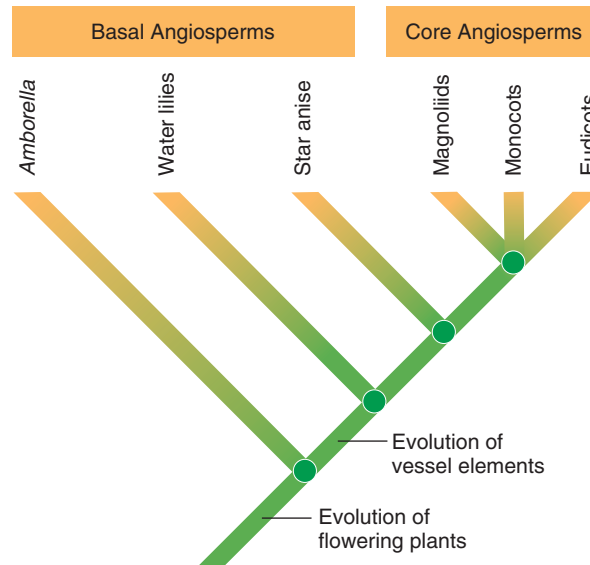 Basal Angiosperms
Core Angiosperms
Amborella
Water lilies
Star anise
Magnoliids
Monocots
Eudicots
Evolution of
vessel elements
Evolution of
flowering plants